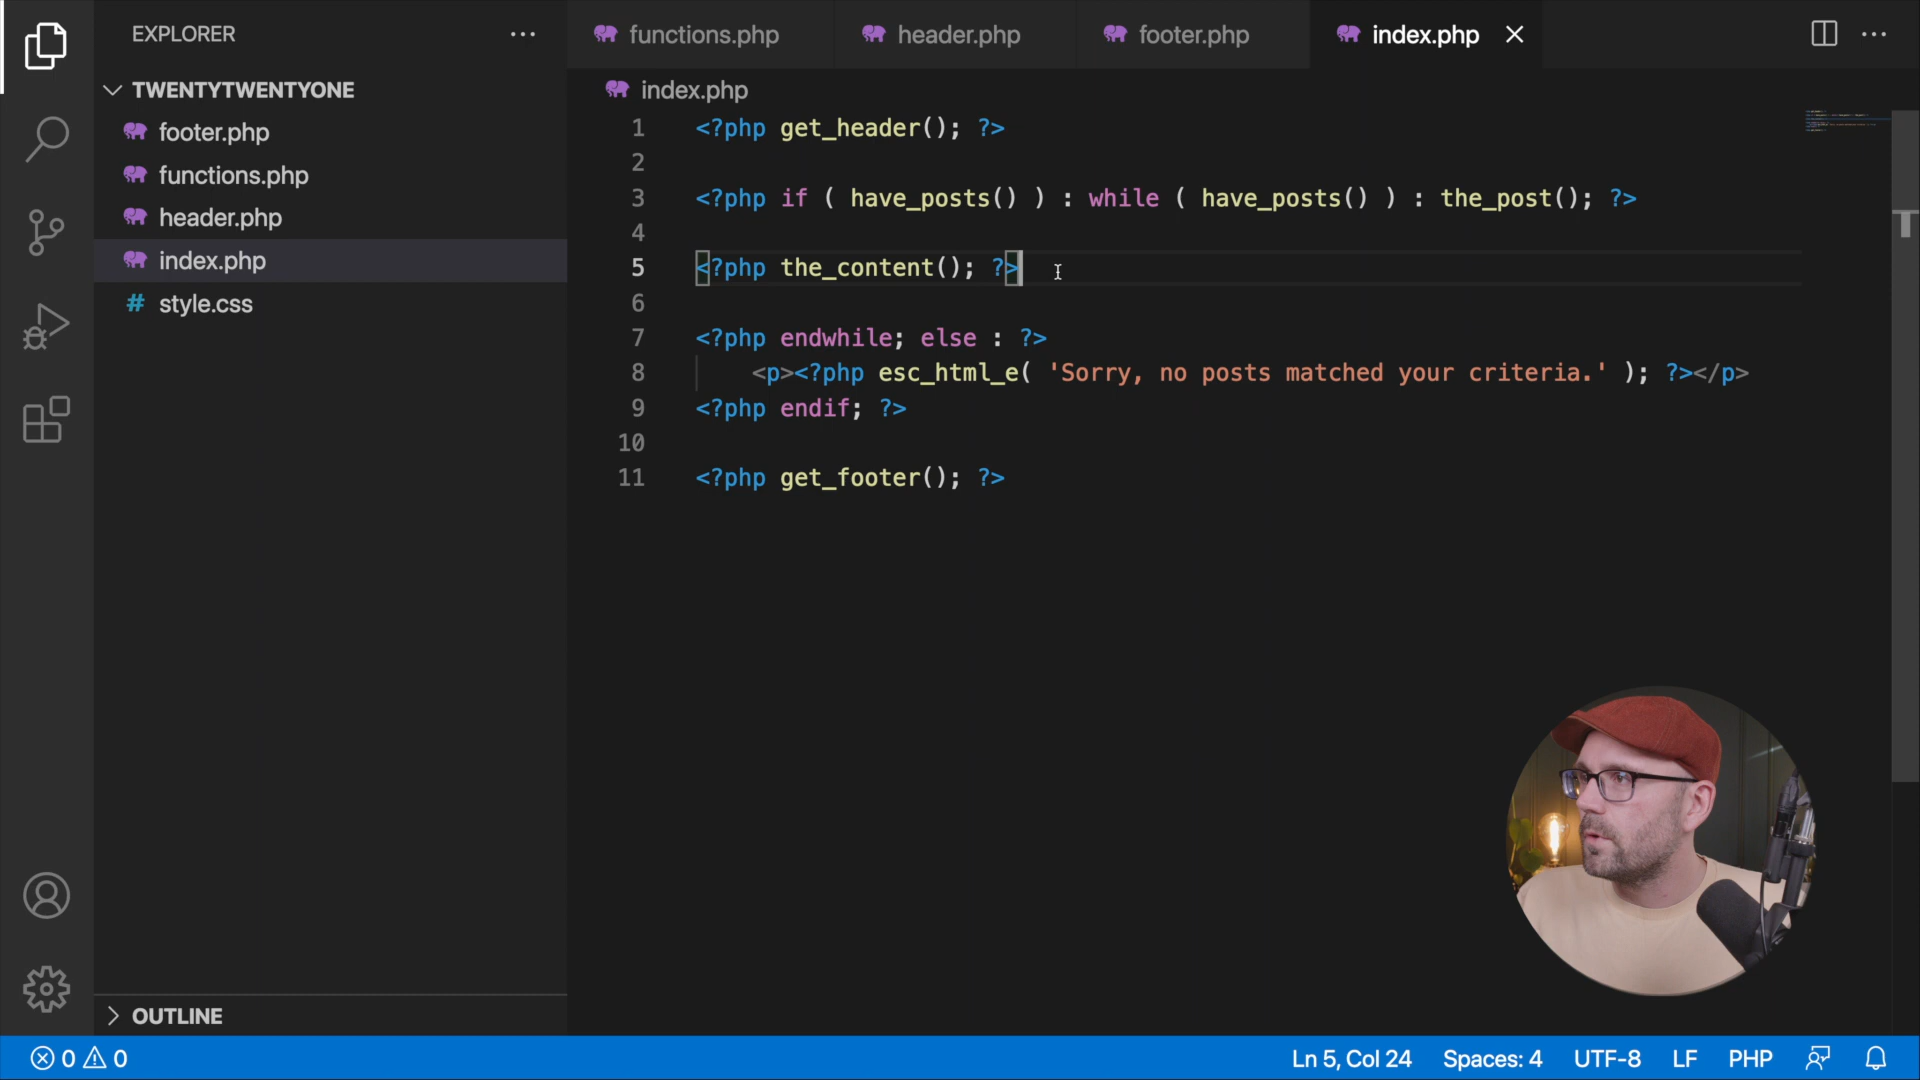 EXPLORER
functions.php
header.php
footer.php
index.php
TWENTYTWENTYONE
footer.php
functions.php
header.php
index.php
style.css
index.php
1 <?php get_header(); ?>
2
3 <?php if ( have_posts() ) : while ( have_posts() ) : the_post(); ?>
4
5 <?php the_content(); ?>
6
7 <?php endwhile; else : ?>
8 <p><?php esc_html_e( 'Sorry, no posts matched your criteria.' ); ?></p>
9 <?php endif; ?>
10
11 <?php get_footer(); ?>
OUTLINE
0 0
Ln 5, Col 24
Spaces: 4
UTF-8
LF
PHP